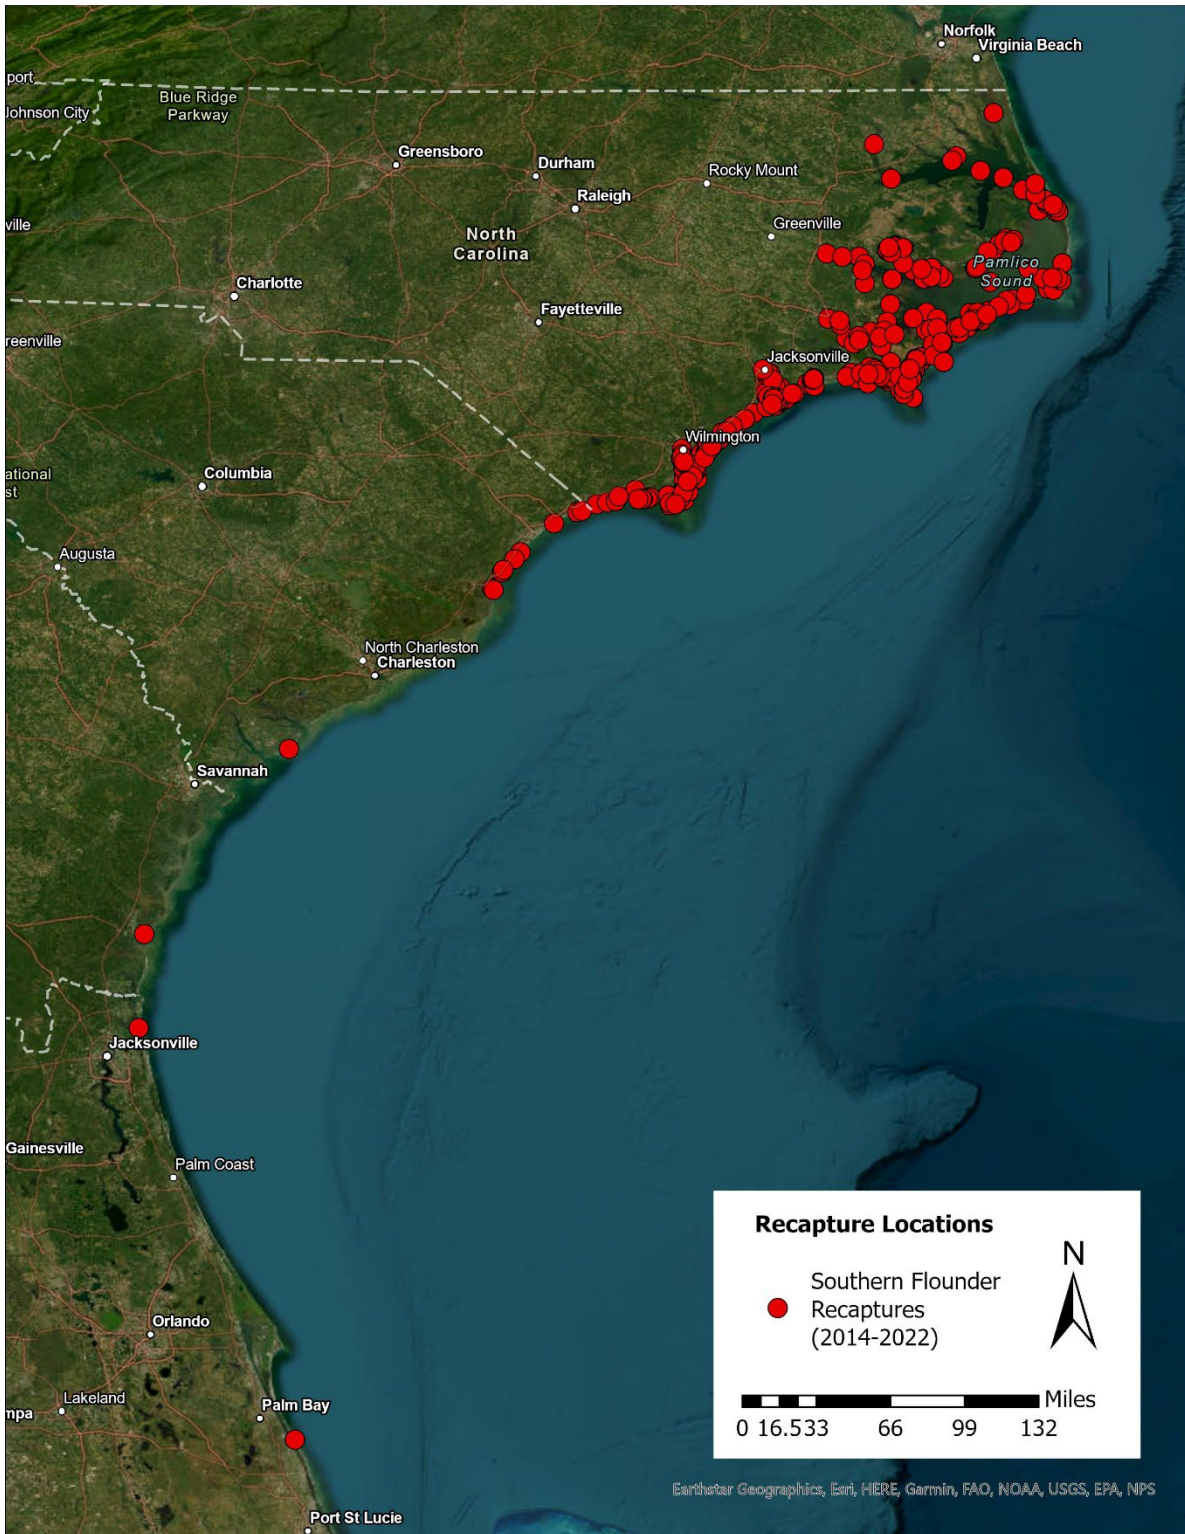 Norfolk
Virginia Beach
port
Johnson City
Blue Ridge
Parkway
Greensboro
Durham
Rocky Mount
Raleigh
ville
North
Carolina
Greenville
Pamlico
Sound
Charlotte
Fayetteville
reenville
Jacksonville
Wilmington
Columbia
ational
st
Augusta
North Charleston
Charleston
Savannah
Jacksonville
Gainesville
Palm Coast
Orlando
Lakeland
mpa
Palm Bay
Port St Lucie
Recapture Locations
N
Southern Flounder
Recaptures
(2014-2022)
Miles
0 16.5 33 66 99 132
Earthstar Geographics, Esri, HERE, Garmin, FAO, NOAA, USGS, EPA, NPS